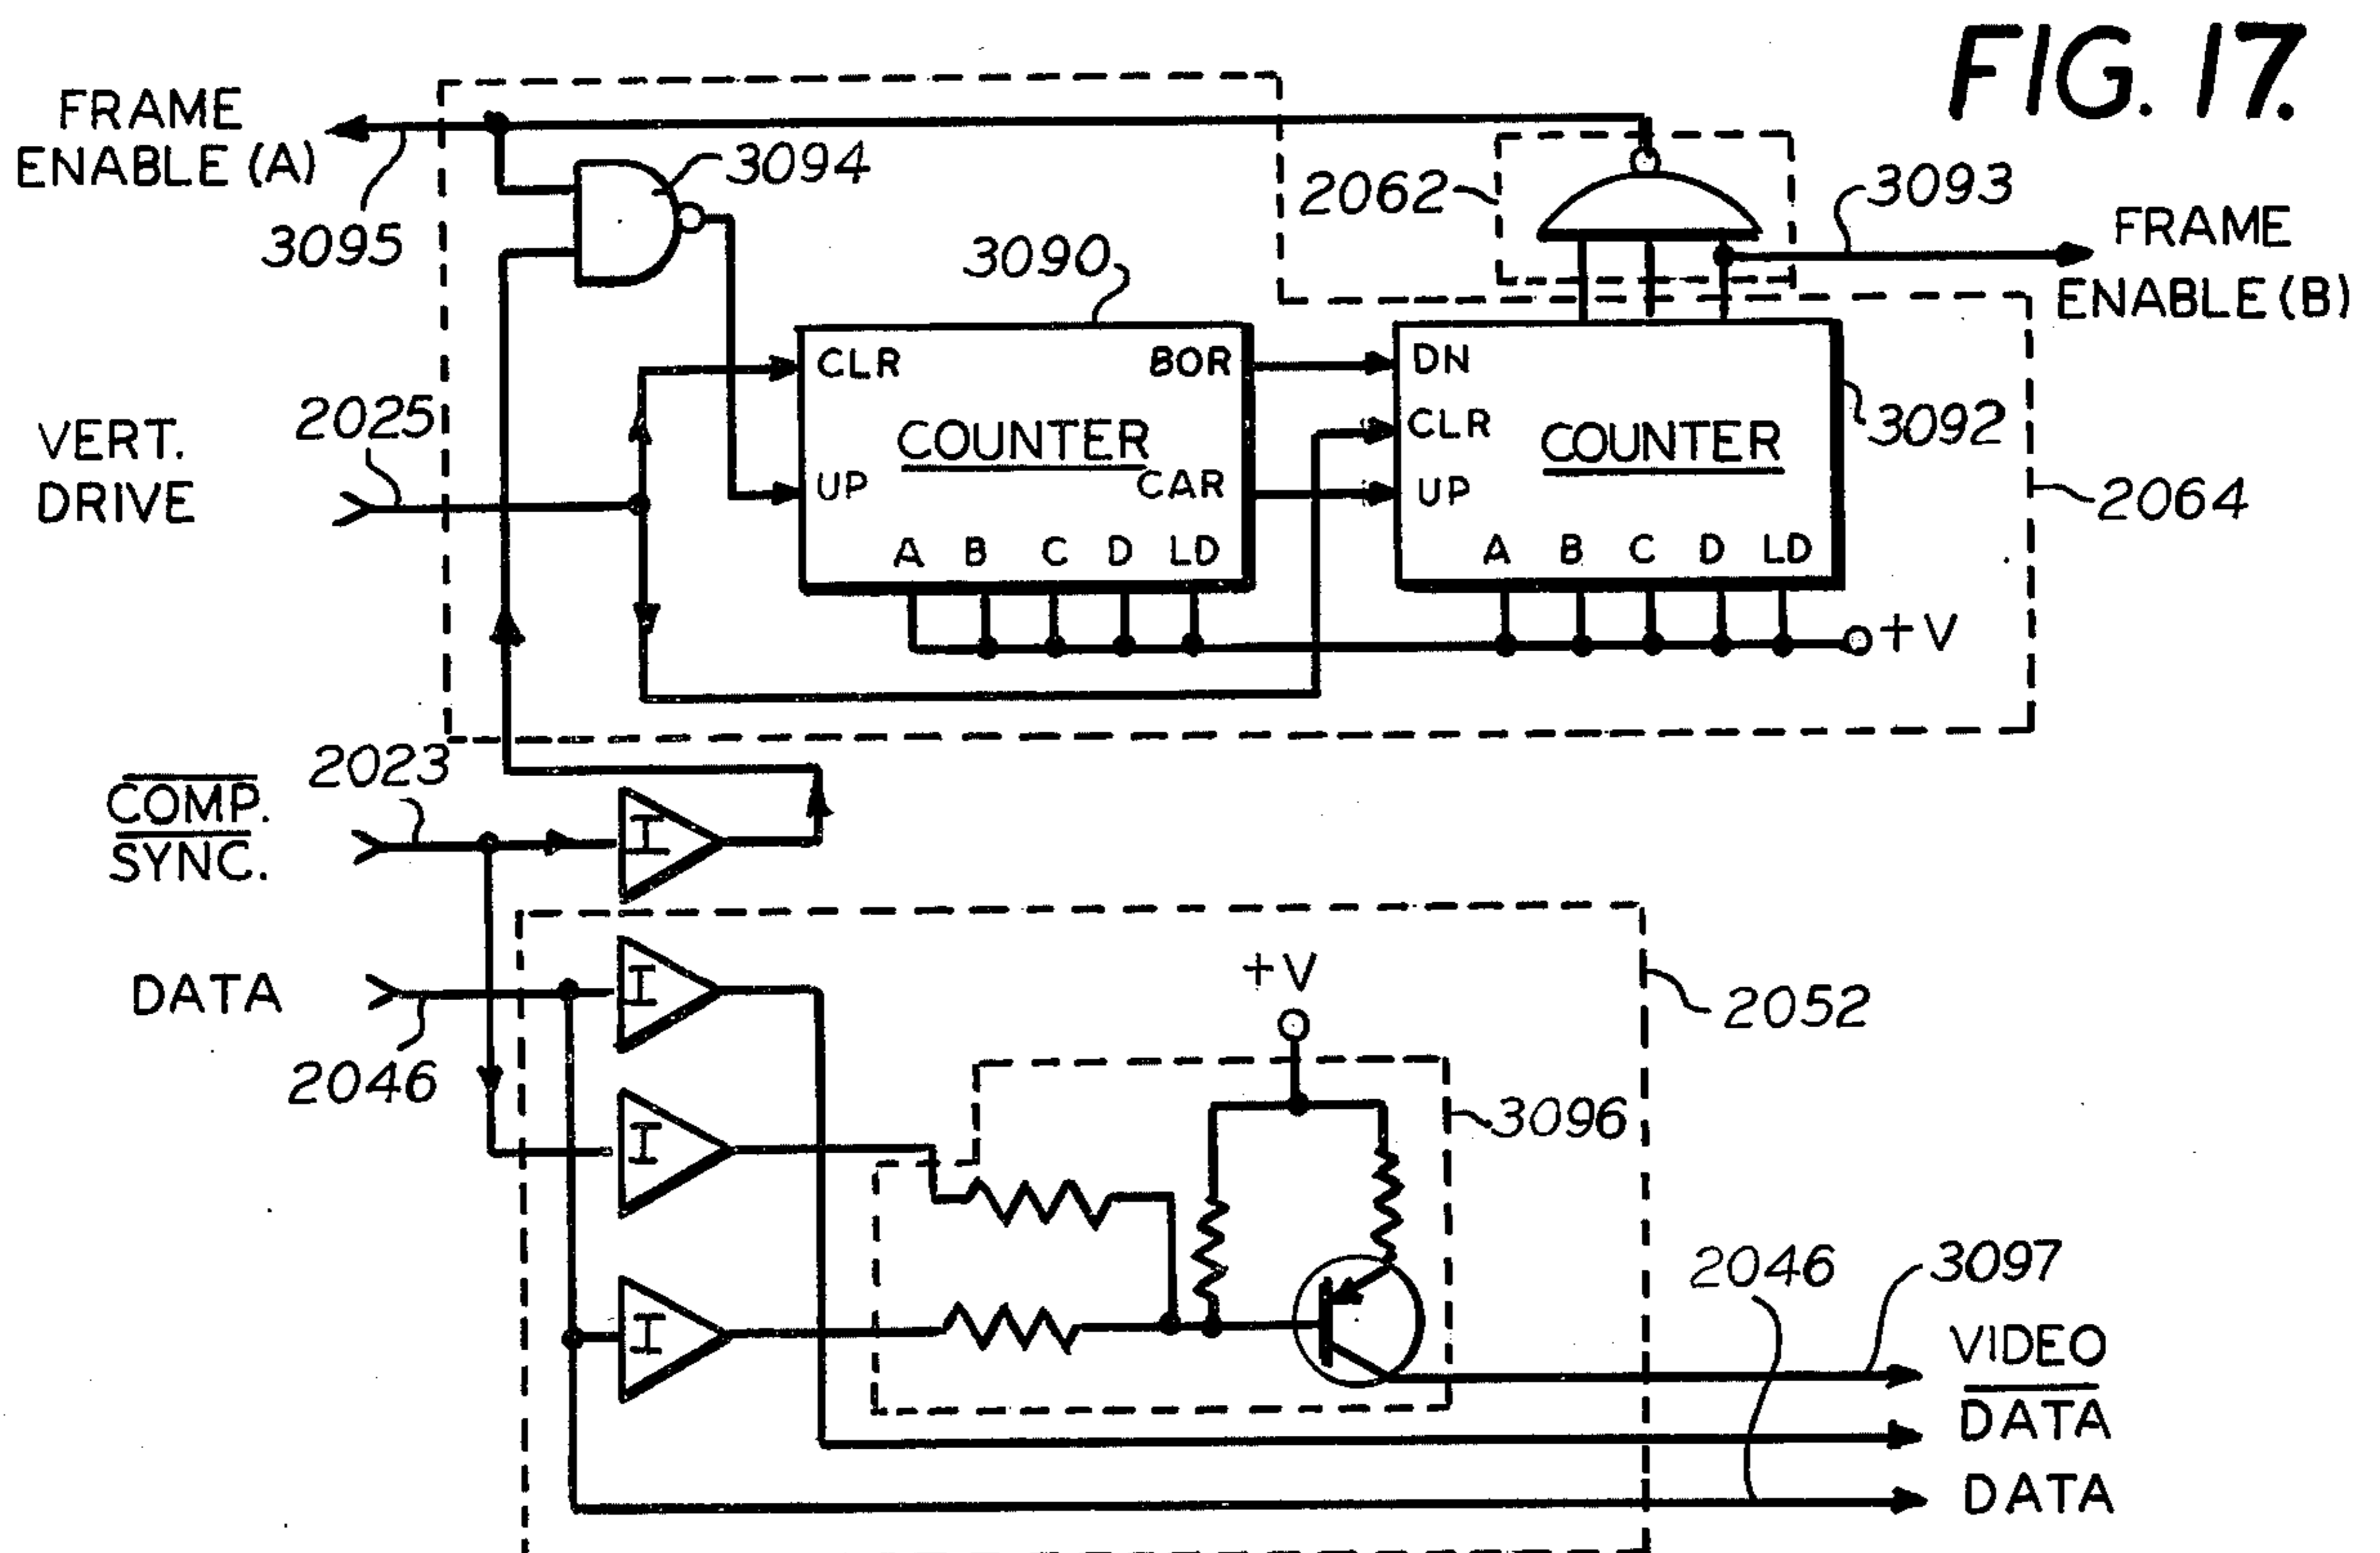 FIG. 17.
FRAME
ENABLE (A)
3094
2062
3093
3095
FRAME
ENABLE (B)
3090
CLR
BOR
DN
2025
COUNTER
CLR
COUNTER
3092
VERT.
DRIVE
UP
CAR
UP
2064
A B C D LD
A B C D LD
+V
2023
COMP.
SYNC.
I
DATA
I
+V
2052
2046
I
3096
I
2046
3097
VIDEO
DATA
DATA